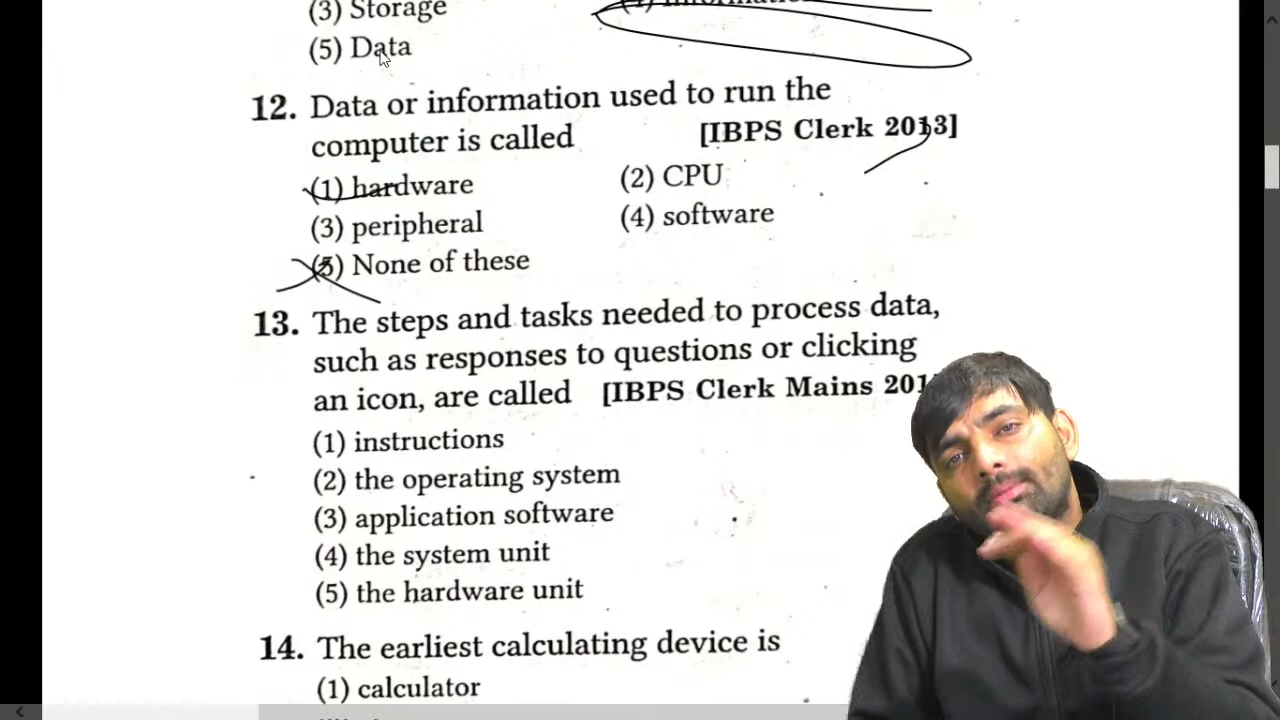 (3) Storage
(5) Data
12. Data or information used to run the
computer is called [IBPS Clerk 2013]
(1) hardware (2) CPU
(3) peripheral (4) software
(5) None of these
13. The steps and tasks needed to process data,
such as responses to questions or clicking
an icon, are called [IBPS Clerk Mains
(1) instructions
(2) the operating system
(3) application software
(4) the system unit
(5) the hardware unit
14. The earliest calculating device is
(1) calculator